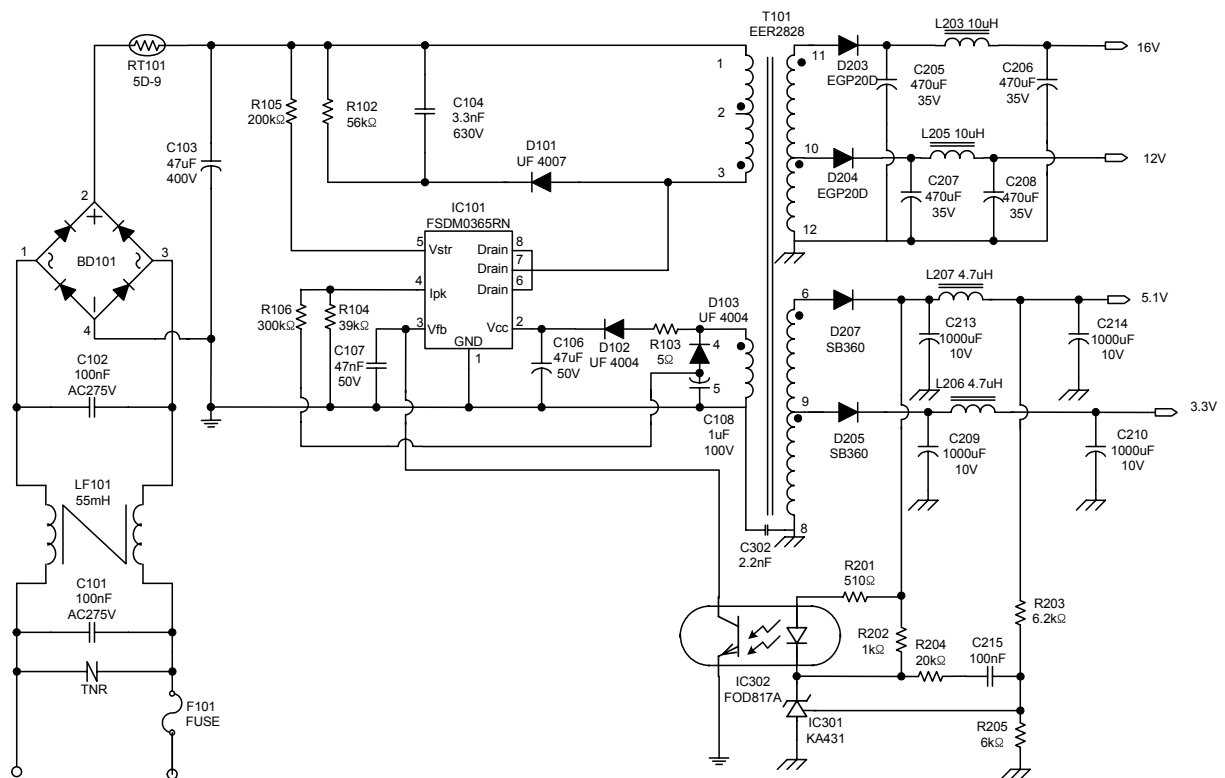 T101
EER2828
RT101
5D-9
R105
200kΩ
R102
56kΩ
C104
3.3nF
630V
C103
47uF
400V
D101
UF 4007
1
2
3
11
10
12
D203
EGP20D
C205
470uF
35V
L203 10uH
C206
470uF
35V
16V
L205 10uH
12V
D204
EGP20D
C207
470uF
35V
C208
470uF
35V
2
1
3
4
BD101
IC101
FSDM0365RN
5
Vstr
Drain
8
Drain
7
Drain
6
4
Ipk
3
Vfb
Vcc
2
GND
1
R106
300kΩ
R104
39kΩ
C107
47nF
50V
C106
47uF
50V
D102
UF 4004
R103
5Ω
D103
UF 4004
4
5
C108
1uF
100V
6
9
8
D207
SB360
L207 4.7uH
5.1V
C213
1000uF
10V
C214
1000uF
10V
L206 4.7uH
3.3V
D205
SB360
C209
1000uF
10V
C210
1000uF
10V
C102
100nF
AC275V
LF101
55mH
C101
100nF
AC275V
TNR
F101
FUSE
C302
2.2nF
R201
510Ω
R202
1kΩ
R204
20kΩ
C215
100nF
R203
6.2kΩ
IC302
FOD817A
IC301
KA431
R205
6kΩ